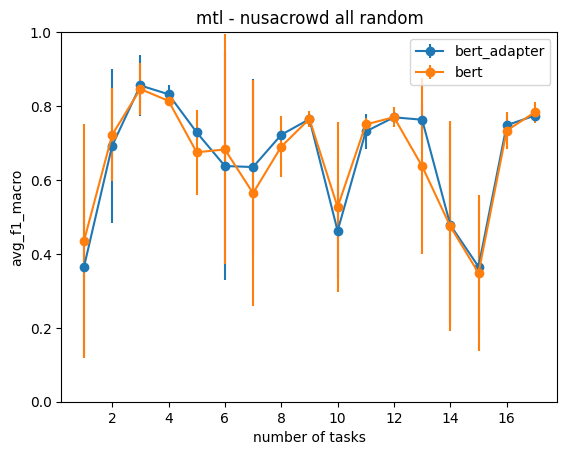 mtl - nusacrowd all random
bert_adapter
bert
avg_f1_macro
1.0
0.8
0.6
0.4
0.2
0.0
2 4 6 8 10 12 14 16
number of tasks